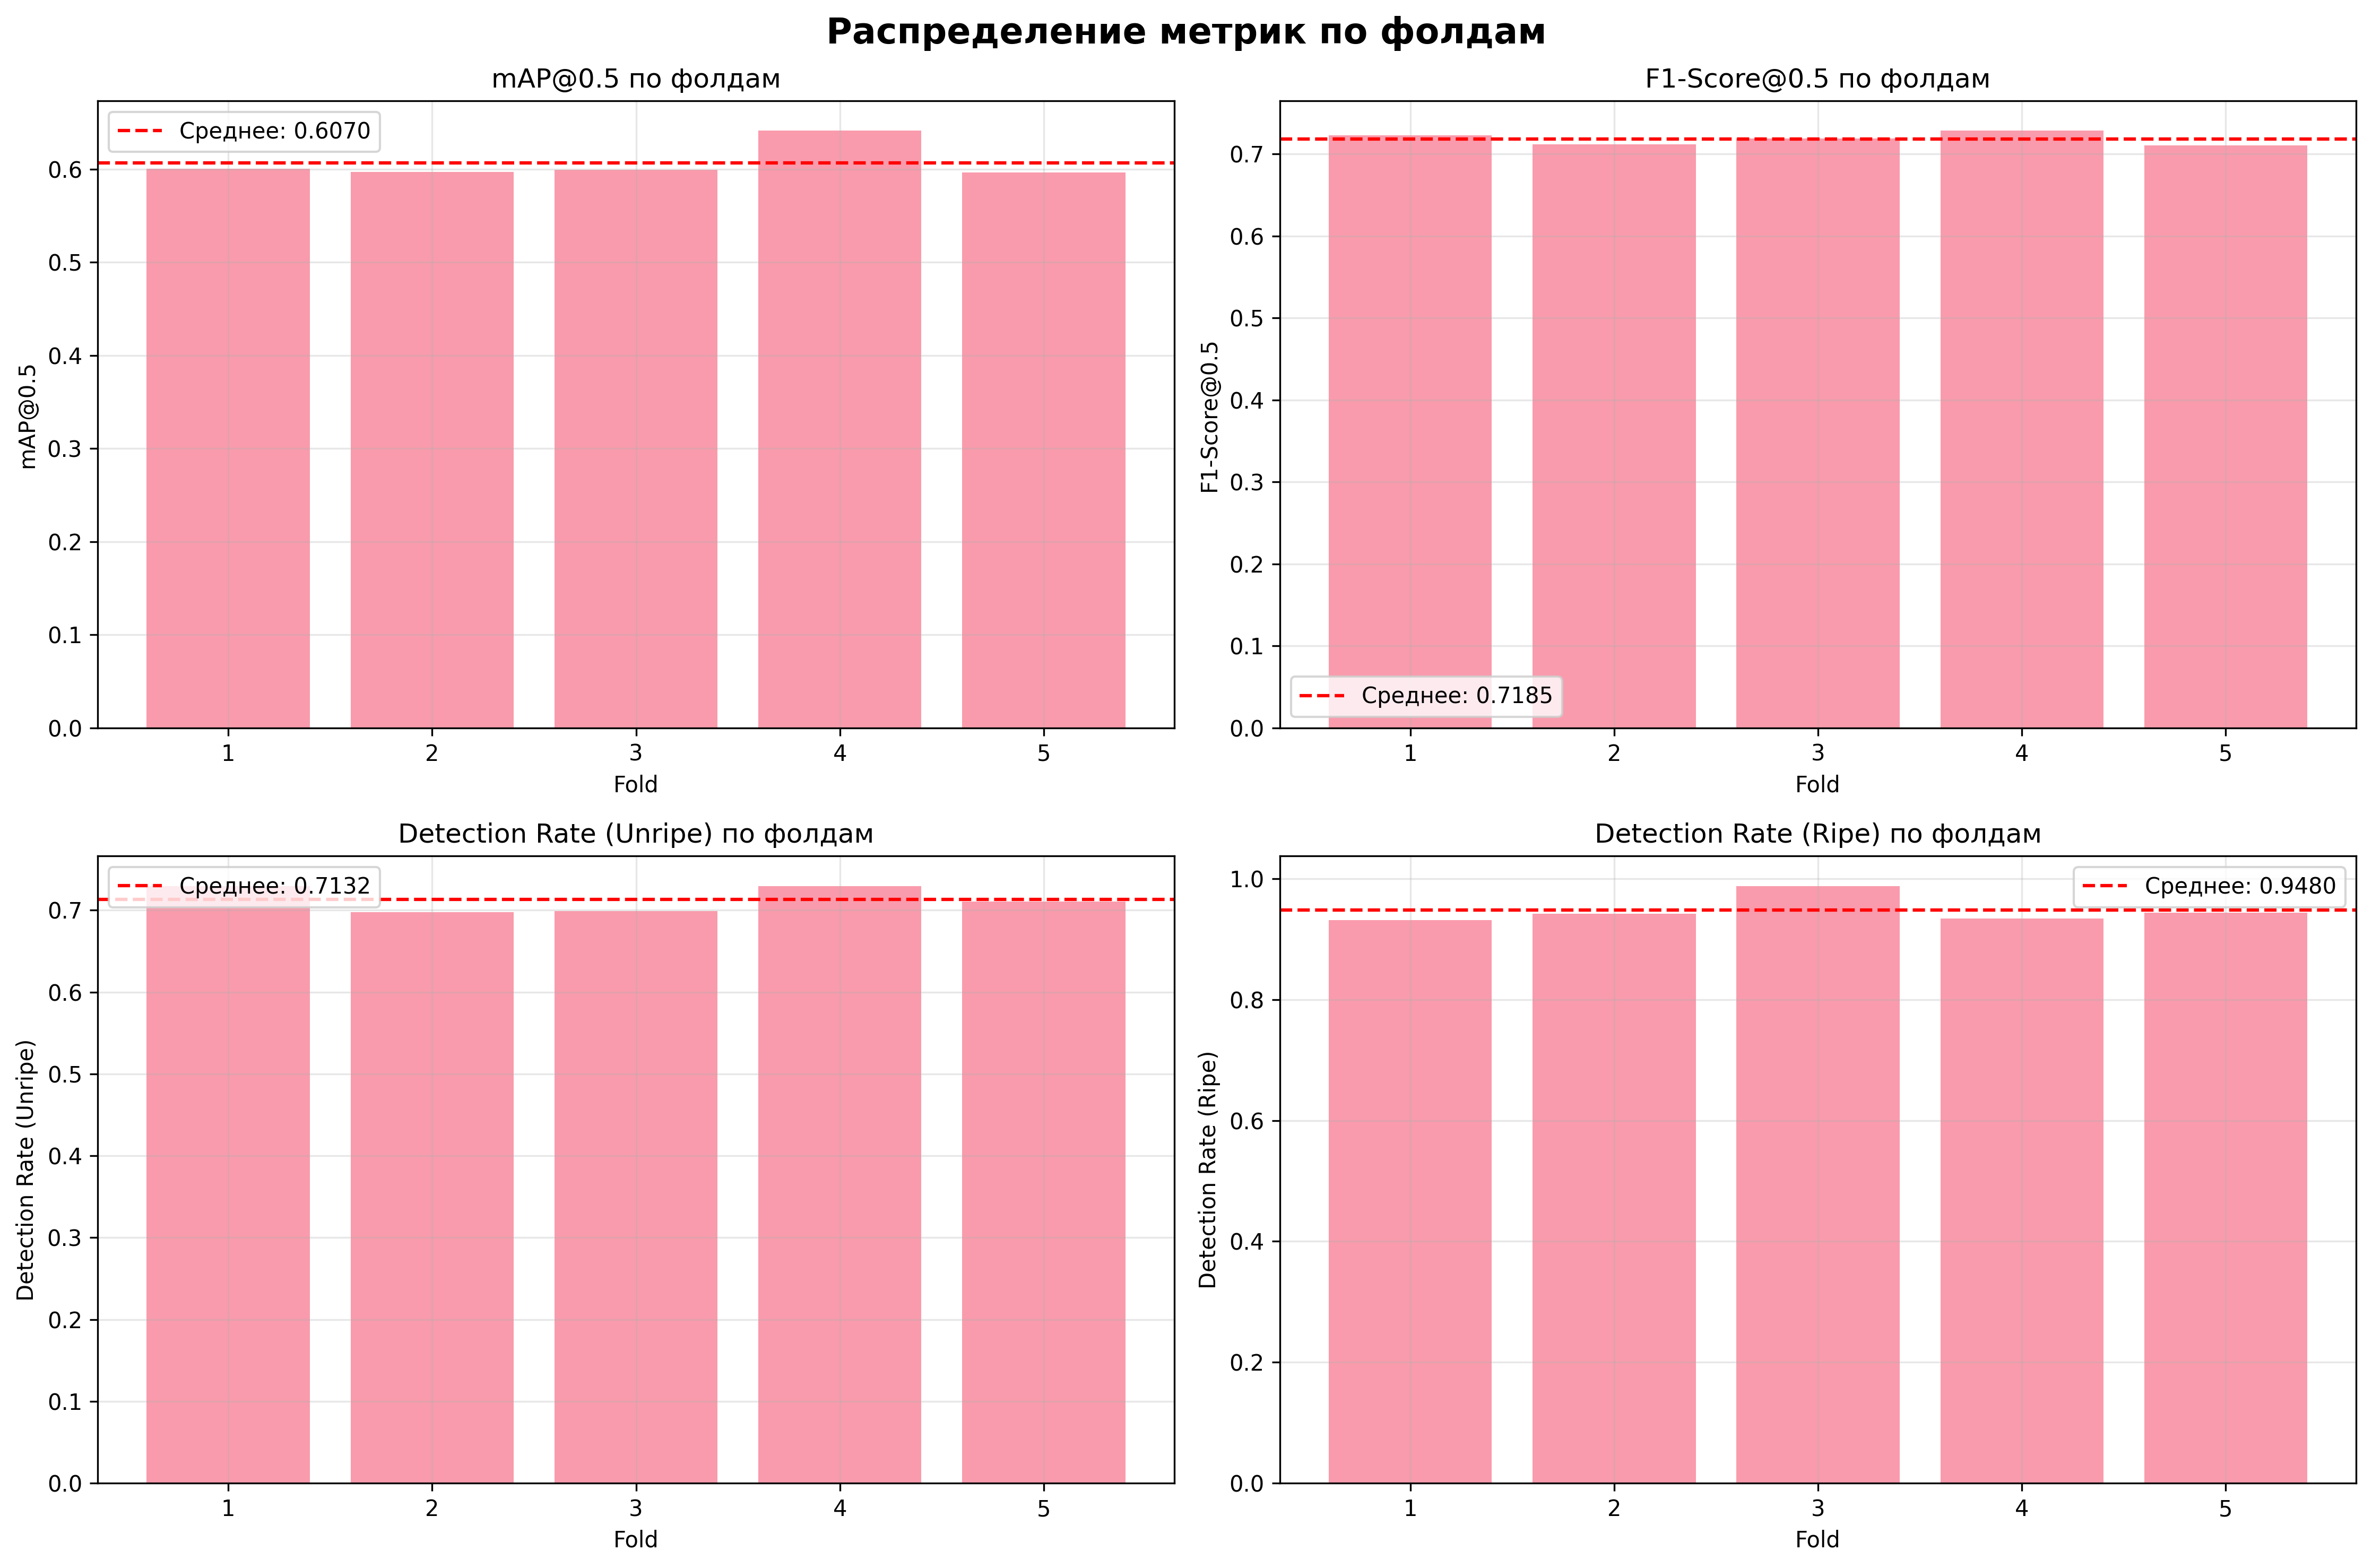 Распределение метрик по фолдам
mAP@0.5 по фолдам
Среднее: 0.6070
mAP@0.5
0.6
0.5
0.4
0.3
0.2
0.1
0.0
1 2 3 4 5
Fold
F1-Score@0.5 по фолдам
F1-Score@0.5
0.7
0.6
0.5
0.4
0.3
0.2
0.1
0.0
Среднее: 0.7185
1 2 3 4 5
Fold
Detection Rate (Unripe) по фолдам
Среднее: 0.7132
Detection Rate (Unripe)
0.7
0.6
0.5
0.4
0.3
0.2
0.1
0.0
1 2 3 4 5
Fold
Detection Rate (Ripe) по фолдам
Среднее: 0.9480
Detection Rate (Ripe)
1.0
0.8
0.6
0.4
0.2
0.0
1 2 3 4 5
Fold